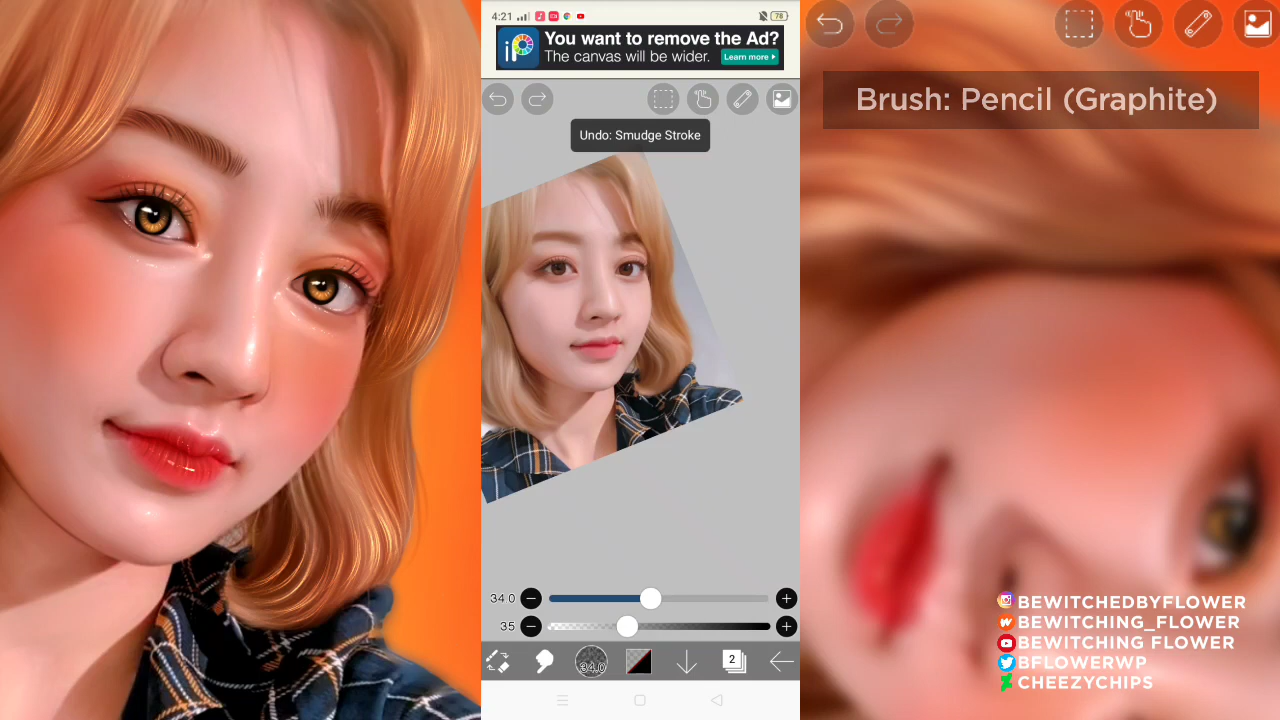 4:21
78
You want to remove the Ad?
The canvas will be wider.
Learn more
Undo: Smudge Stroke
34.0
35
34.0
2
Brush: Pencil (Graphite)
BEWITCHEDBYFLOWER
BEWITCHING_FLOWER
BEWITCHING FLOWER
BFLOWERWP
CHEEZYCHIPS